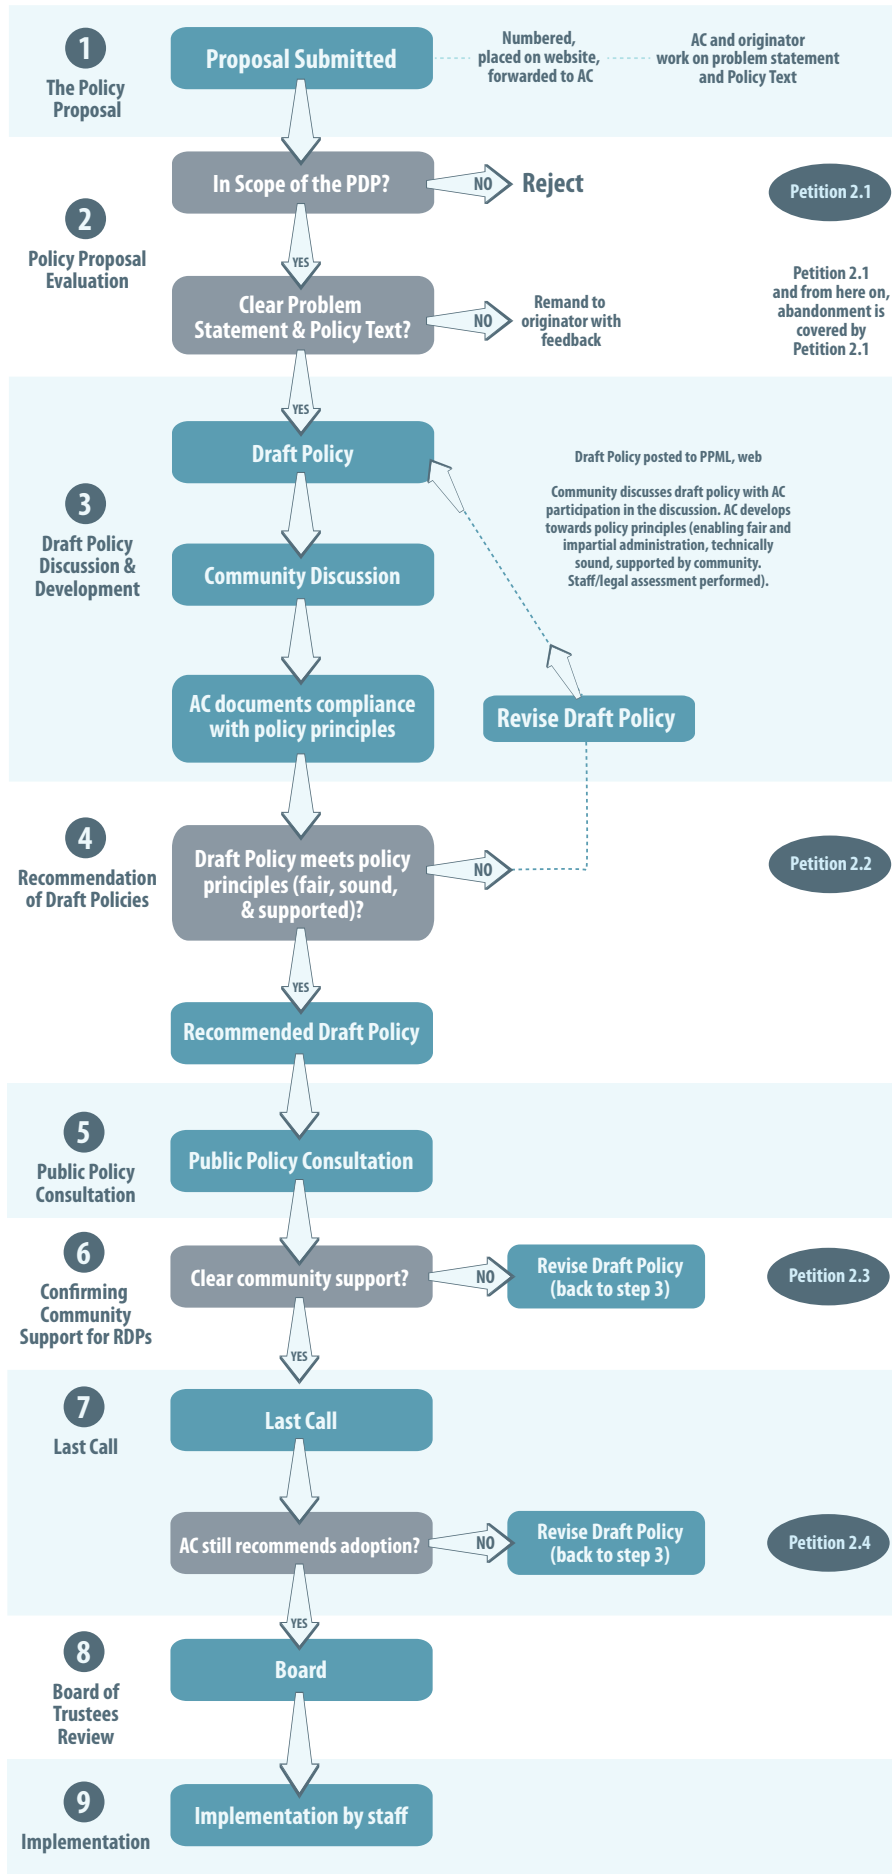 1
The Policy
Proposal
Proposal Submitted
Numbered,
placed on website,
forwarded to AC
AC and originator
work on problem statement
and Policy Text
2
Policy Proposal
Evaluation
In Scope of the PDP?
NO
Reject
Petition 2.1
YES
Clear Problem
Statement & Policy Text?
NO
Remand to
originator with
feedback
Petition 2.1
and from here on,
abandonment is
covered by
Petition 2.1
YES
3
Draft Policy
Discussion &
Development
Draft Policy
Draft Policy posted to PPML, web
Community discusses draft policy with AC
participation in the discussion. AC develops
towards policy principles (enabling fair and
impartial administration, technically
sound, supported by community.
Staff/legal assessment performed).
Community Discussion
AC documents compliance
with policy principles
Revise Draft Policy
4
Recommendation
of Draft Policies
Draft Policy meets policy
principles (fair, sound,
& supported)?
NO
Petition 2.2
YES
Recommended Draft Policy
5
Public Policy
Consultation
Public Policy Consultation
6
Confirming
Community
Support for RDPs
Clear community support?
NO
Revise Draft Policy
(back to step 3)
Petition 2.3
YES
7
Last Call
Last Call
AC still recommends adoption?
NO
Revise Draft Policy
(back to step 3)
Petition 2.4
YES
8
Board of
Trustees
Review
Board
9
Implementation
Implementation by staff